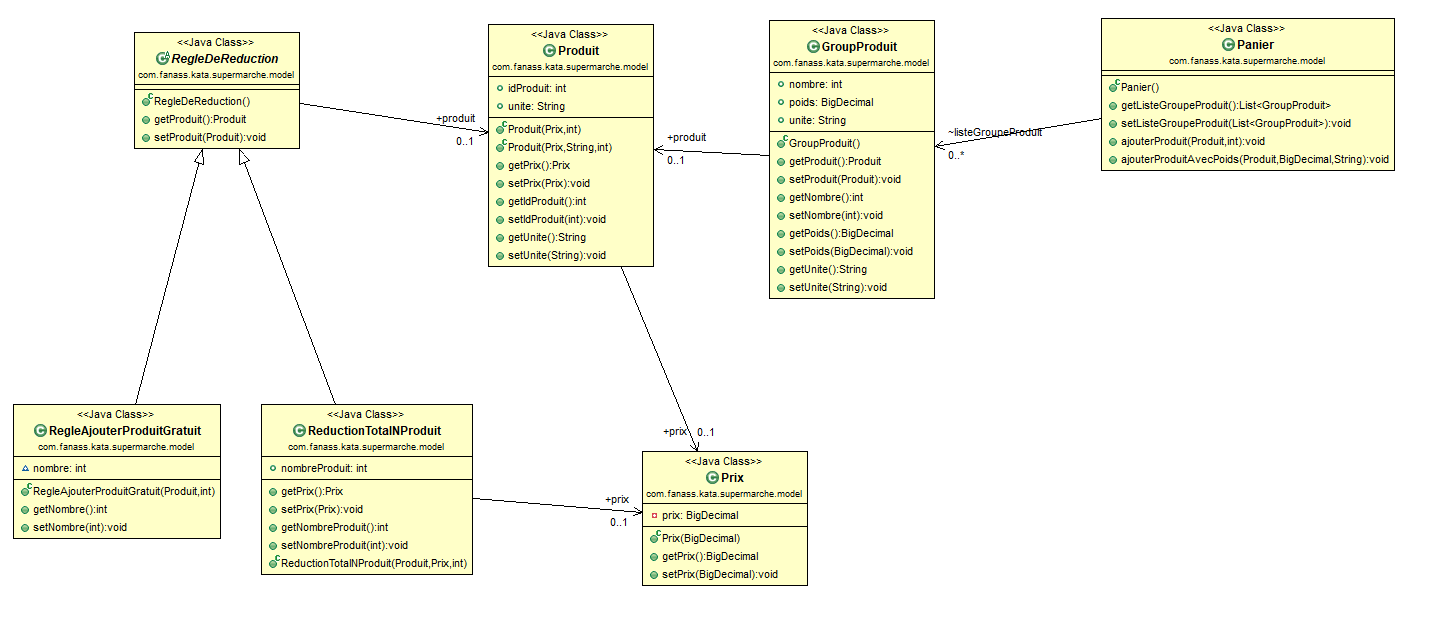 <<Java Class>>
RegleDeReduction
com.fanass.kata.supermarche.model
RegleDeReduction()
getProduit():Produit
setProduit(Produit):void
+produit
0..1
<<Java Class>>
Produit
com.fanass.kata.supermarche.model
idProduit: int
unite: String
Produit(Prix,int)
Produit(Prix,String,int)
getPrix():Prix
setPrix(Prix):void
getIdProduit():int
setIdProduit(int):void
getUnite():String
setUnite(String):void
+produit
0..1
<<Java Class>>
GroupProduit
com.fanass.kata.supermarche.model
nombre: int
poids: BigDecimal
unite: String
GroupProduit()
getProduit():Produit
setProduit(Produit):void
getNombre():int
setNombre(int):void
getPoids():BigDecimal
setPoids(BigDecimal):void
getUnite():String
setUnite(String):void
~listeGroupeProduit
0..*
<<Java Class>>
Panier
com.fanass.kata.supermarche.model
Panier()
getListeGroupeProduit():List<GroupProduit>
setListeGroupeProduit(List<GroupProduit>):void
ajouterProduit(Produit,int):void
ajouterProduitAvecPoids(Produit,BigDecimal,String):void
<<Java Class>>
RegleAjouterProduitGratuit
com.fanass.kata.supermarche.model
nombre: int
RegleAjouterProduitGratuit(Produit,int)
getNombre():int
setNombre(int):void
<<Java Class>>
ReductionTotalNProduit
com.fanass.kata.supermarche.model
nombreProduit: int
getPrix():Prix
setPrix(Prix):void
getNombreProduit():int
setNombreProduit(int):void
ReductionTotalNProduit(Produit,Prix,int)
+prix
0..1
+prix 0..1
<<Java Class>>
Prix
com.fanass.kata.supermarche.model
prix: BigDecimal
Prix(BigDecimal)
getPrix():BigDecimal
setPrix(BigDecimal):void